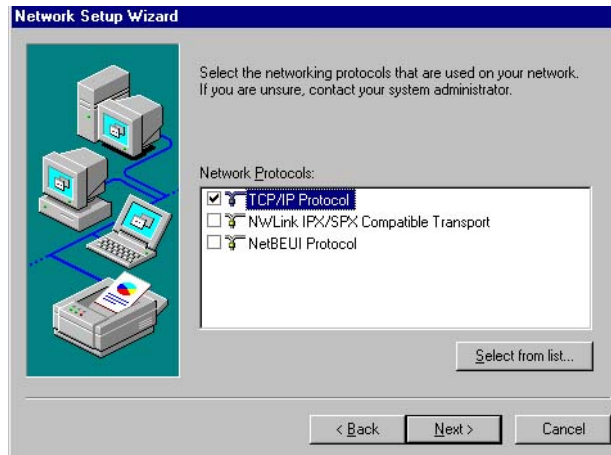 Network Setup Wizard
Select the networking protocols that are used on your network.
If you are unsure, contact your system administrator.
Network Protocols:
TCP/IP Protocol
NWLink IPX/SPX Compatible Transport
NetBEUI Protocol
Select from list...
< Back Next > Cancel